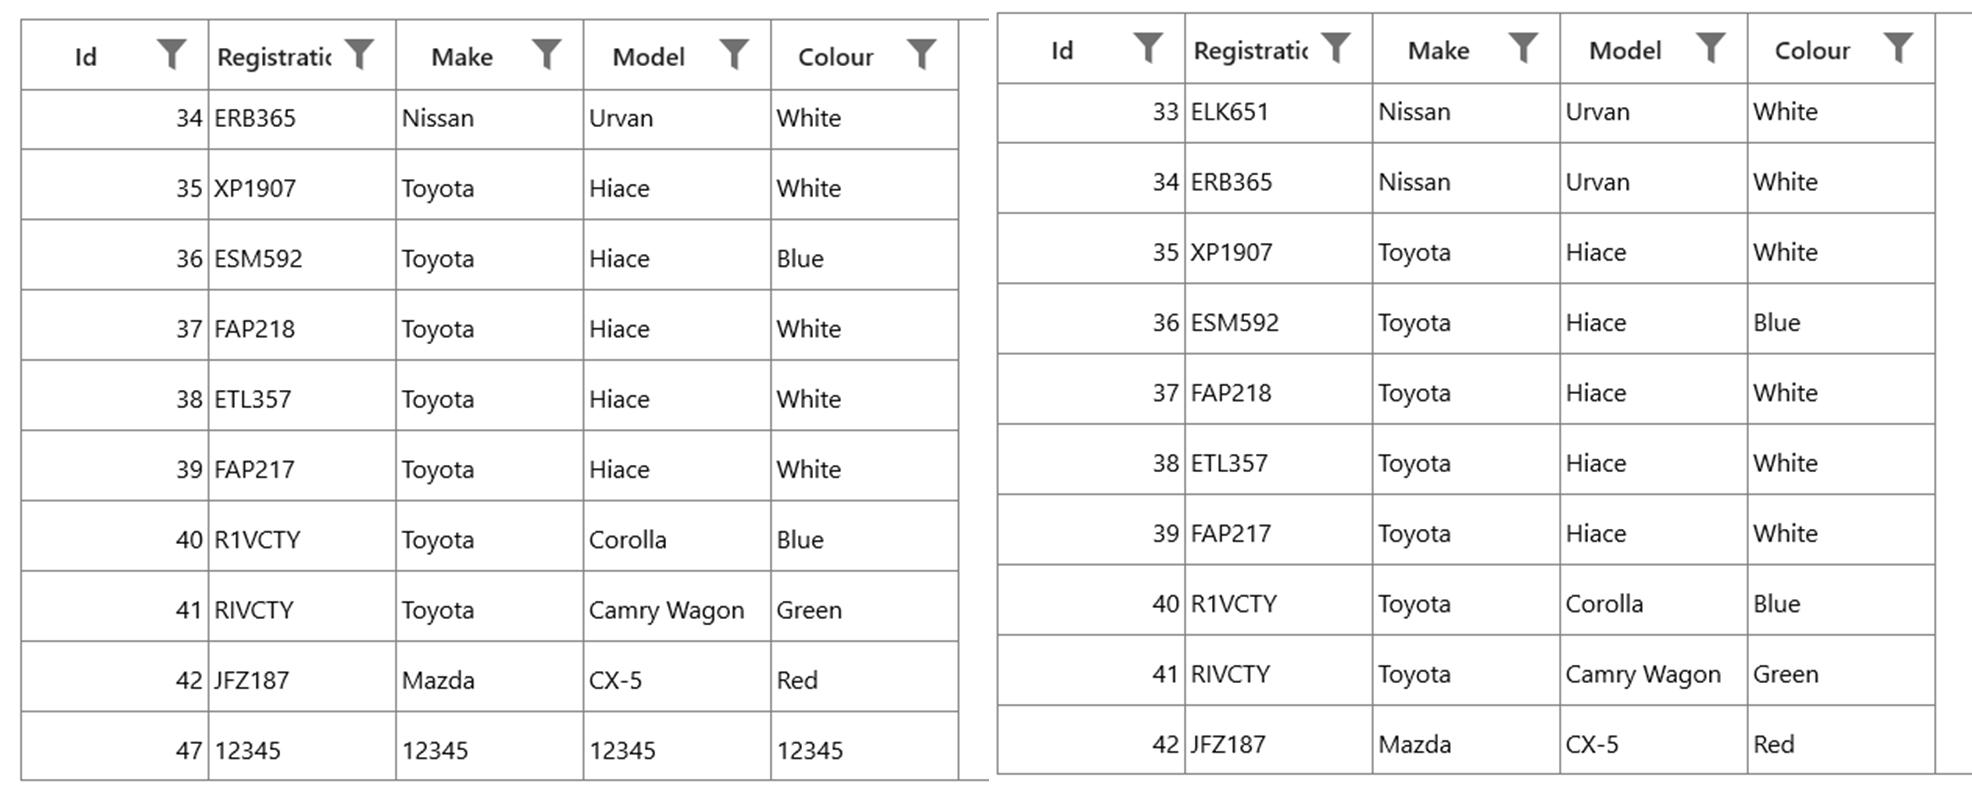 Id Registratic Make Model Colour
34 ERB365 Nissan Urvan White
35 XP1907 Toyota Hiace White
36 ESM592 Toyota Hiace Blue
37 FAP218 Toyota Hiace White
38 ETL357 Toyota Hiace White
39 FAP217 Toyota Hiace White
40 R1VCTY Toyota Corolla Blue
41 RIVCTY Toyota Camry Wagon Green
42 JFZ187 Mazda CX-5 Red
47 12345 12345 12345 12345
Id Registratic Make Model Colour
33 ELK651 Nissan Urvan White
34 ERB365 Nissan Urvan White
35 XP1907 Toyota Hiace White
36 ESM592 Toyota Hiace Blue
37 FAP218 Toyota Hiace White
38 ETL357 Toyota Hiace White
39 FAP217 Toyota Hiace White
40 R1VCTY Toyota Corolla Blue
41 RIVCTY Toyota Camry Wagon Green
42 JFZ187 Mazda CX-5 Red